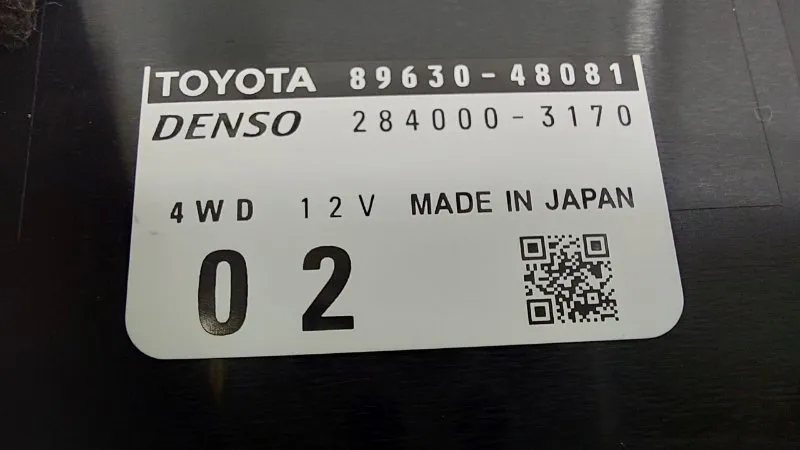 TOYOTA 89630-48081
DENSO 284000-3170
4WD 12V MADE IN JAPAN
02